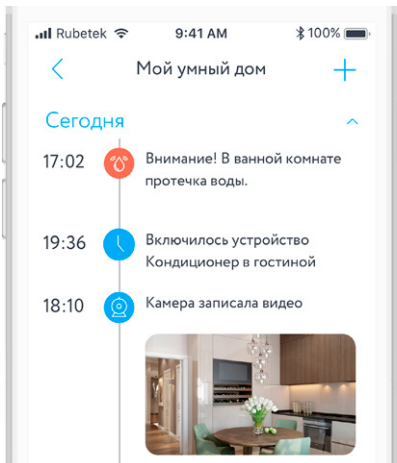 Rubetek 9:41 AM 100%
Мой умный дом
Сегодня
17:02 Внимание! В ванной комнате
протечка воды.
19:36 Включилось устройство
Кондиционер в гостиной
18:10 Камера записала видео